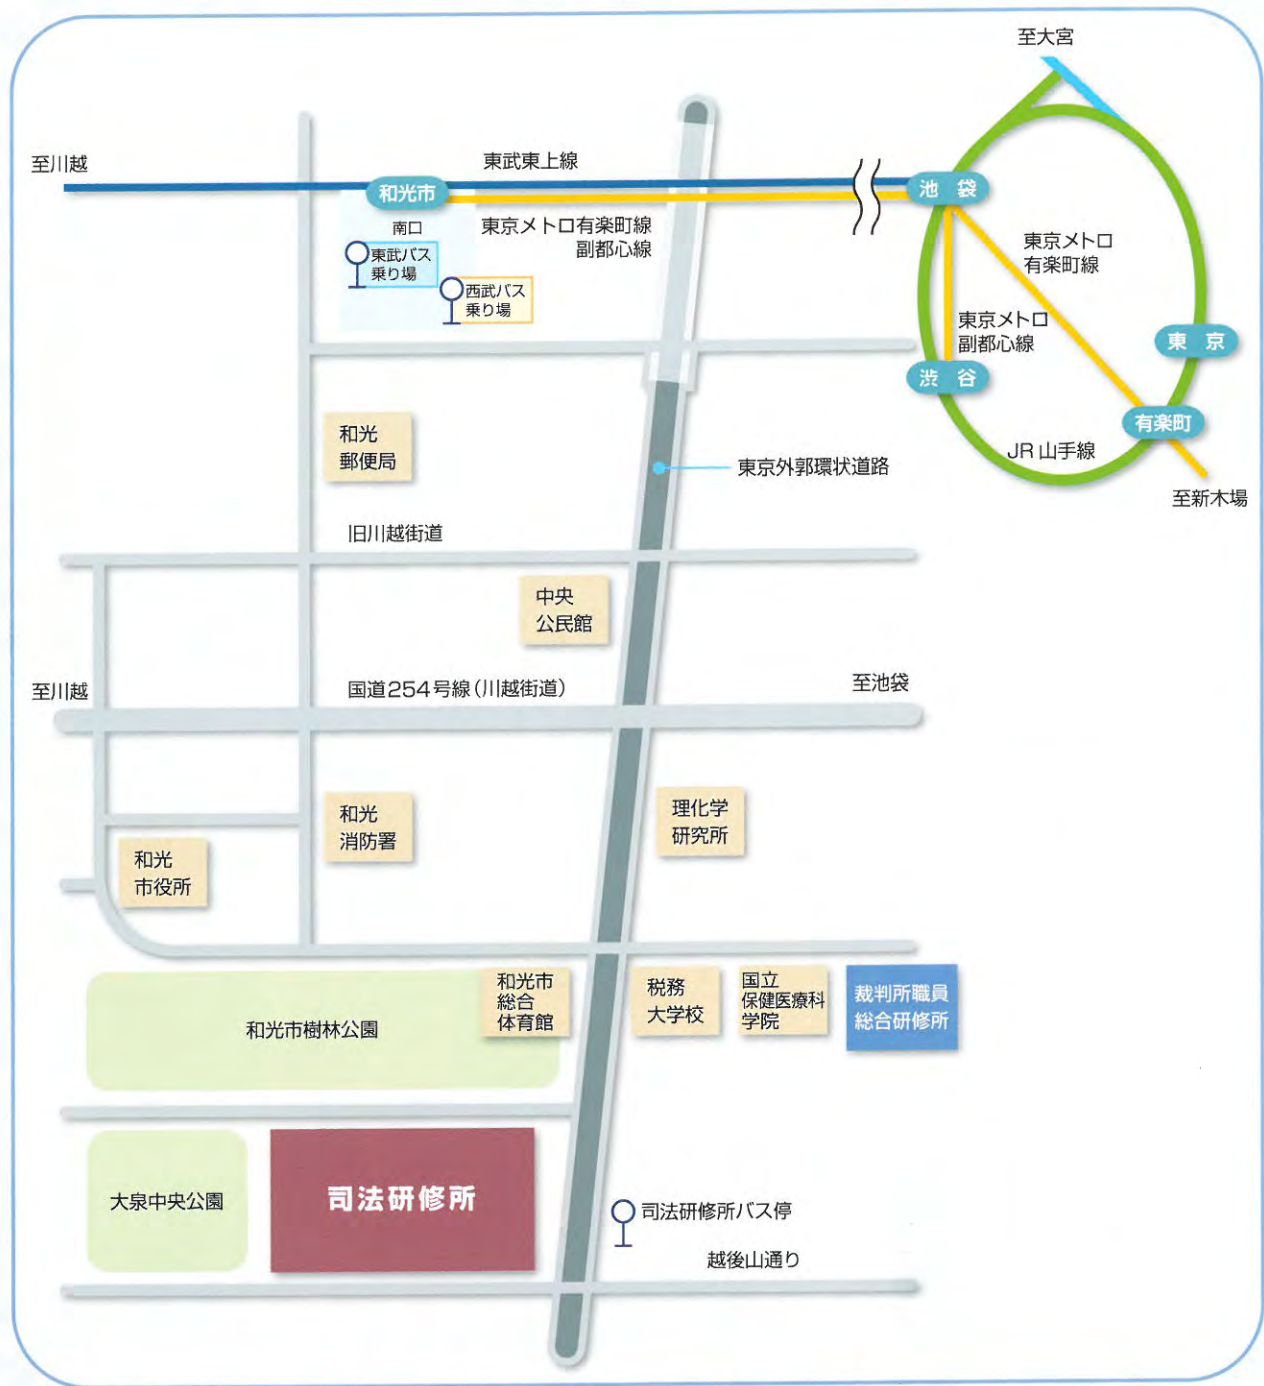 至大宮
至川越
東武東上線
和光市
池袋
南口
東京メトロ有楽町線
副都心線
東武バス
乗り場
西武バス
乗り場
東京メトロ
有楽町線
東京メトロ
副都心線
東京
渋谷
有楽町
JR山手線
至新木場
和光
郵便局
東京外郭環状道路
旧川越街道
中央
公民館
至川越
国道254号線(川越街道)
至池袋
和光
消防署
理化学
研究所
和光
市役所
和光市
総合
体育館
税務
大学校
国立
保健医療科
学院
裁判所職員
総合研修所
和光市樹林公園
大泉中央公園
司法研修所
司法研修所バス停
越後山通り